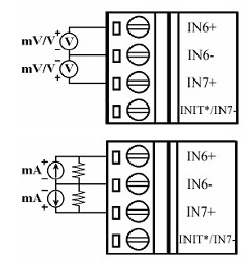 mV/V + V - IN6+
IN6-
mV/V - V + IN7+
INIT*/IN7-
mA + - IN6+
IN6-
mA - + IN7+
INIT*/IN7-